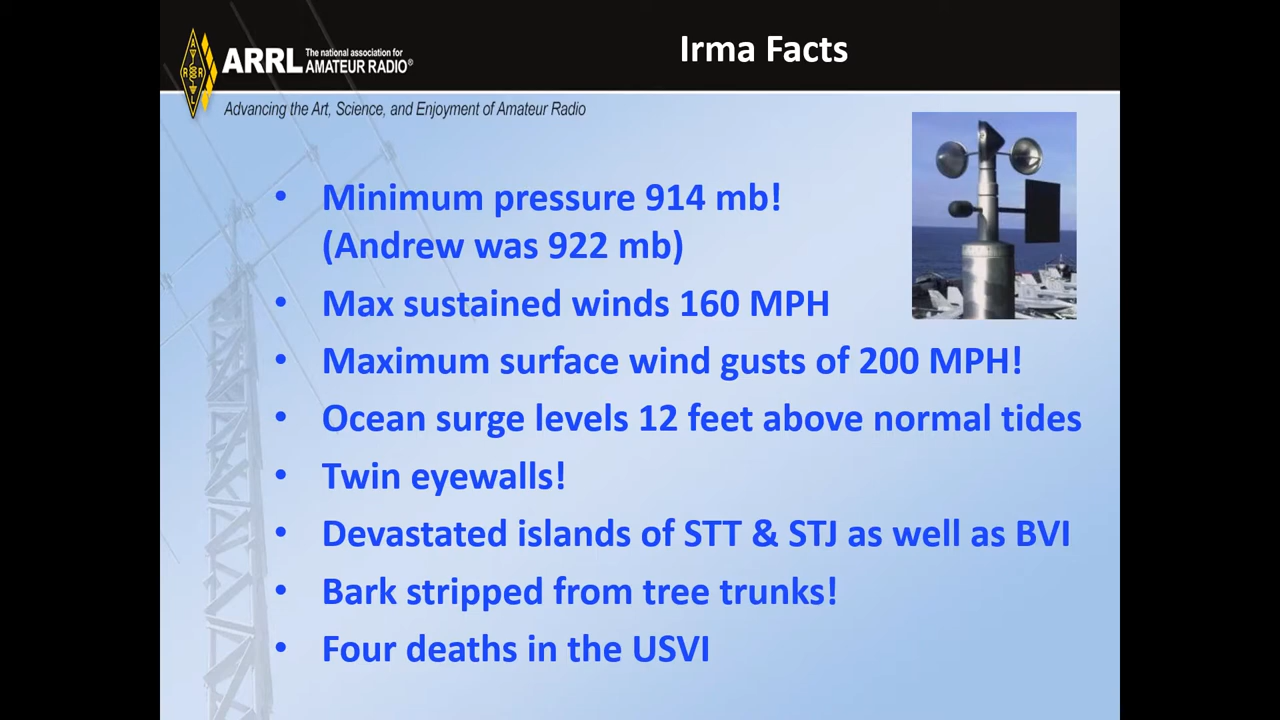 ARRL The national association for
AMATEUR RADIO®
Irma Facts
Advancing the Art, Science, and Enjoyment of Amateur Radio
• Minimum pressure 914 mb!
(Andrew was 922 mb)
• Max sustained winds 160 MPH
• Maximum surface wind gusts of 200 MPH!
• Ocean surge levels 12 feet above normal tides
• Twin eyewalls!
• Devastated islands of STT & STJ as well as BVI
• Bark stripped from tree trunks!
• Four deaths in the USVI